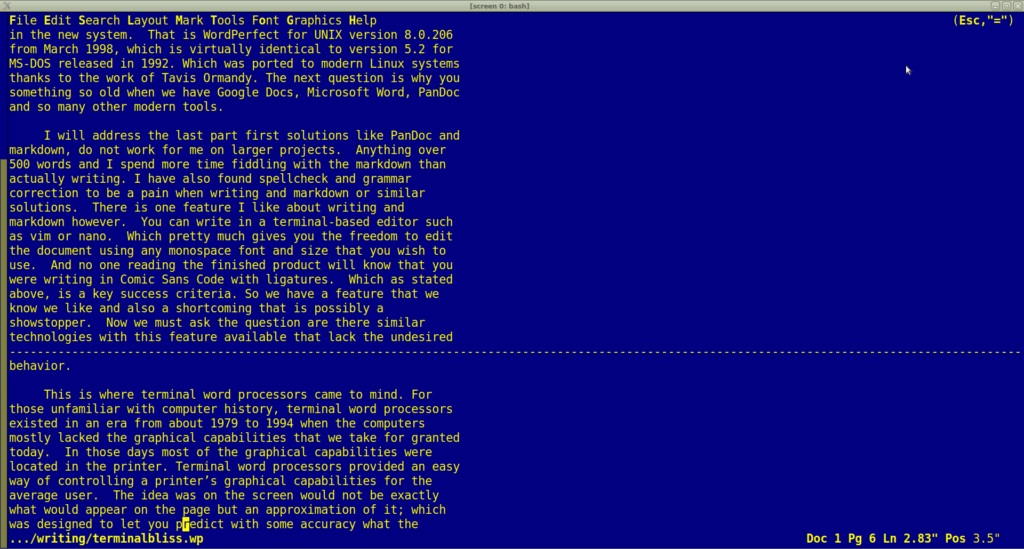 [screen 0: bash]
File Edit Search Layout Mark Tools Font Graphics Help (Esc,"=")
in the new system.  That is WordPerfect for UNIX version 8.0.206
from March 1998, which is virtually identical to version 5.2 for
MS-DOS released in 1992. Which was ported to modern Linux systems
thanks to the work of Tavis Ormandy. The next question is why you
something so old when we have Google Docs, Microsoft Word, PanDoc
and so many other modern tools.
I will address the last part first solutions like PanDoc and
markdown, do not work for me on larger projects.  Anything over
500 words and I spend more time fiddling with the markdown than
actually writing. I have also found spellcheck and grammar
correction to be a pain when writing and markdown or similar
solutions.  There is one feature I like about writing and
markdown however.  You can write in a terminal-based editor such
as vim or nano.  Which pretty much gives you the freedom to edit
the document using any monospace font and size that you wish to
use.  And no one reading the finished product will know that you
were writing in Comic Sans Code with ligatures.  Which as stated
above, is a key success criteria. So we have a feature that we
know we like and also a shortcoming that is possibly a
showstopper.  Now we must ask the question are there similar
technologies with this feature available that lack the undesired
behavior.
This is where terminal word processors came to mind. For
those unfamiliar with computer history, terminal word processors
existed in an era from about 1979 to 1994 when the computers
mostly lacked the graphical capabilities that we take for granted
today.  In those days most of the graphical capabilities were
located in the printer. Terminal word processors provided an easy
way of controlling a printer’s graphical capabilities for the
average user.  The idea was on the screen would not be exactly
what would appear on the page but an approximation of it; which
was designed to let you predict with some accuracy what the
.../writing/terminalbliss.wp Doc 1 Pg 6 Ln 2.83" Pos 3.5"